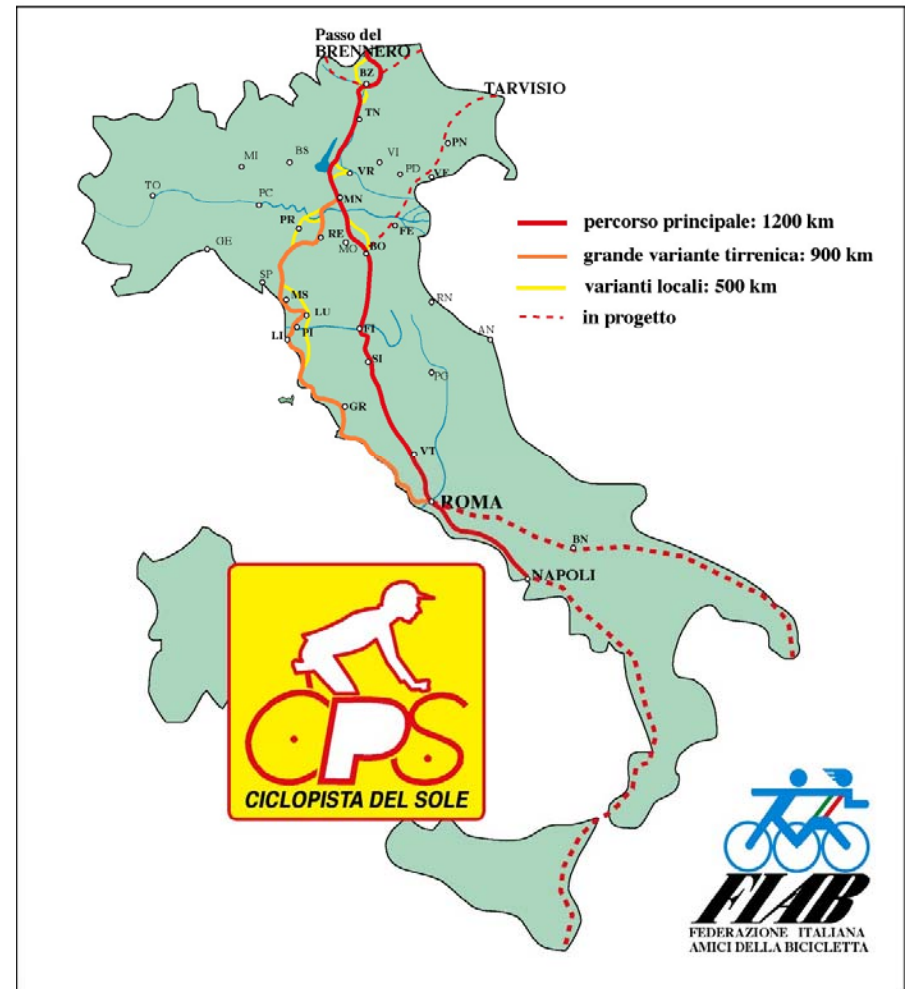 Passo del
BRENNERO
BZ
TARVISIO
TN
PN
MI
BS
VI
VR
PD
VE
TO
PC
MN
PR
RE
MO
BO
FE
GE
SP
MS
LU
RN
PI
LI
FI
AN
SI
PG
GR
VT
ROMA
BN
NAPOLI
percorso principale: 1200 km
grande variante tirrenica: 900 km
varianti locali: 500 km
in progetto
CPS
CICLOPISTA DEL SOLE
FIAB
FEDERAZIONE ITALIANA
AMICI DELLA BICICLETTA